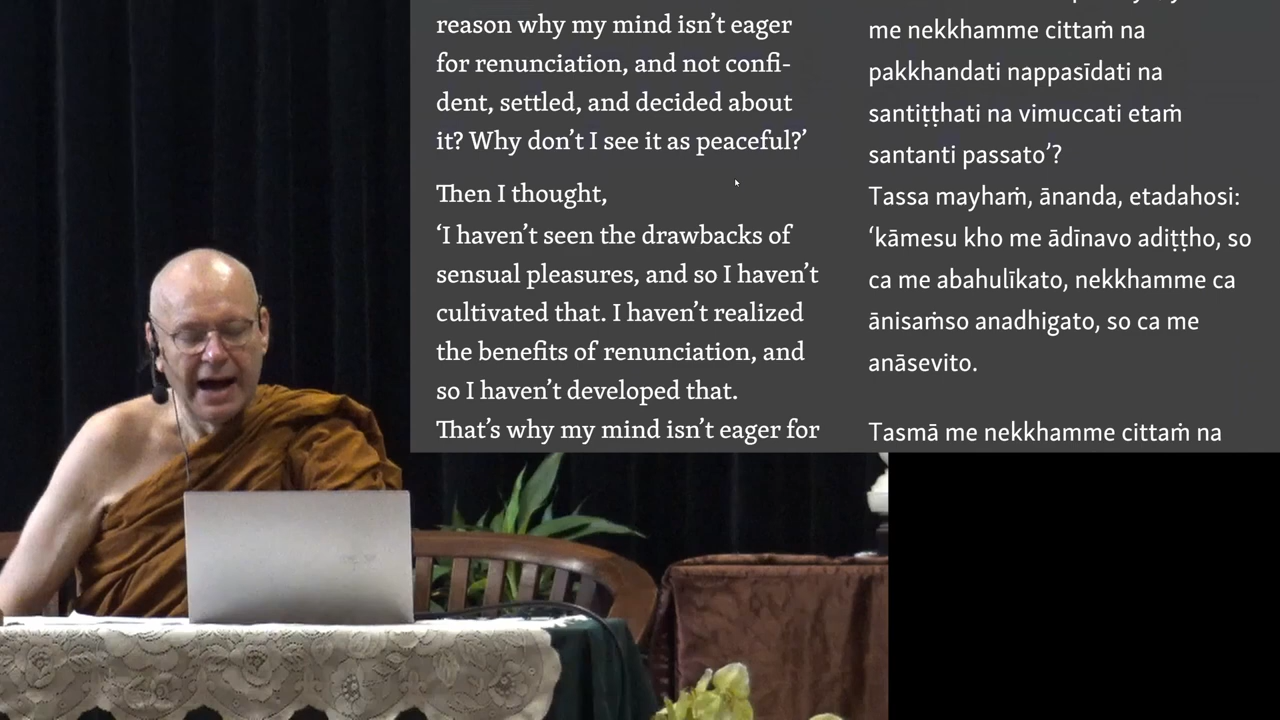 reason why my mind isn’t eager
for renunciation, and not confi-
dent, settled, and decided about
it? Why don’t I see it as peaceful?’
Then I thought,
‘I haven’t seen the drawbacks of
sensual pleasures, and so I haven’t
cultivated that. I haven’t realized
the benefits of renunciation, and
so I haven’t developed that.
That’s why my mind isn’t eager for
me nekkhamme cittaṁ na
pakkhandati nappasīdati na
santiṭṭhati na vimuccati etaṁ
santanti passato’?
Tassa mayhaṁ, ānanda, etadahosi:
‘kāmesu kho me ādīnavo adiṭṭho, so
ca me abahulīkato, nekkhamme ca
ānisaṁso anadhigato, so ca me
anāsevito.
Tasmā me nekkhamme cittaṁ na